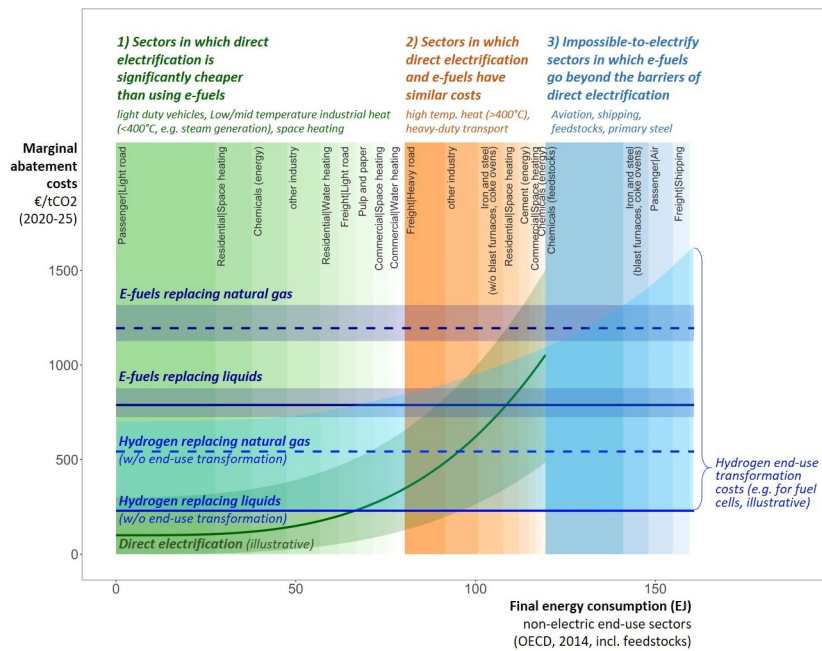 1) Sectors in which direct
electrification is
significantly cheaper
than using e-fuels
light duty vehicles, Low/mid temperature industrial heat
(<400°C, e.g. steam generation), space heating
2) Sectors in which
direct electrification
and e-fuels have
similar costs
high temp. heat (>400°C),
heavy-duty transport
3) Impossible-to-electrify
sectors in which e-fuels
go beyond the barriers of
direct electrification
Aviation, shipping,
feedstocks, primary steel
Marginal
abatement
costs
€/tCO2
(2020-25)
Passenger|Light road
Residential|Space heating
Chemicals (energy)
other industry
Residential|Water heating
Freight|Light road
Pulp and paper
Commercial|Space heating
Commercial|Water heating
Freight|Heavy road
other industry
Iron and steel
(w/o blast furnaces, coke ovens)
Residential|Space heating
Cement (energy)
Commercial|Space heating
Chemicals (energy)
Chemicals (feedstocks)
Iron and steel
(blast furnaces, coke ovens)
Passenger|Air
Freight|Shipping
1500
1000
500
0
E-fuels replacing natural gas
E-fuels replacing liquids
Hydrogen replacing natural gas
(w/o end-use transformation)
Hydrogen replacing liquids
(w/o end-use transformation)
Direct electrification (illustrative)
Hydrogen end-use
transformation
costs (e.g. for fuel
cells, illustrative)
0
50
100
150
Final energy consumption (EJ)
non-electric end-use sectors
(OECD, 2014, incl. feedstocks)